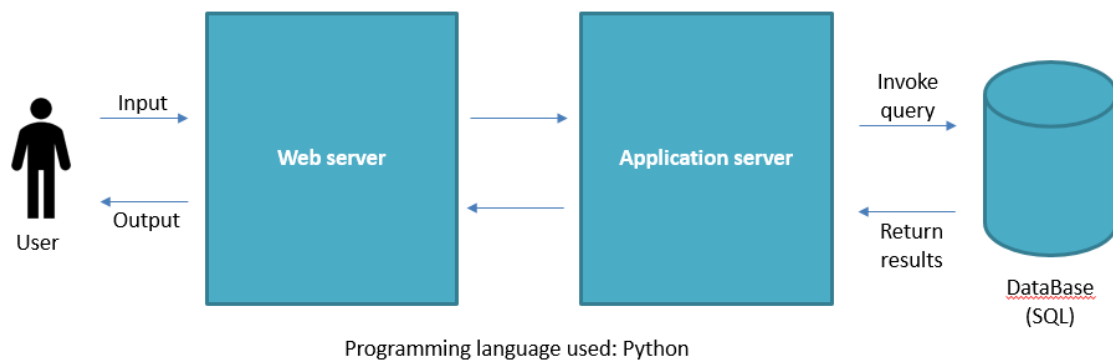 Input
Output
User
Web server
Application server
Invoke
query
Return
results
DataBase
(SQL)
Programming language used: Python